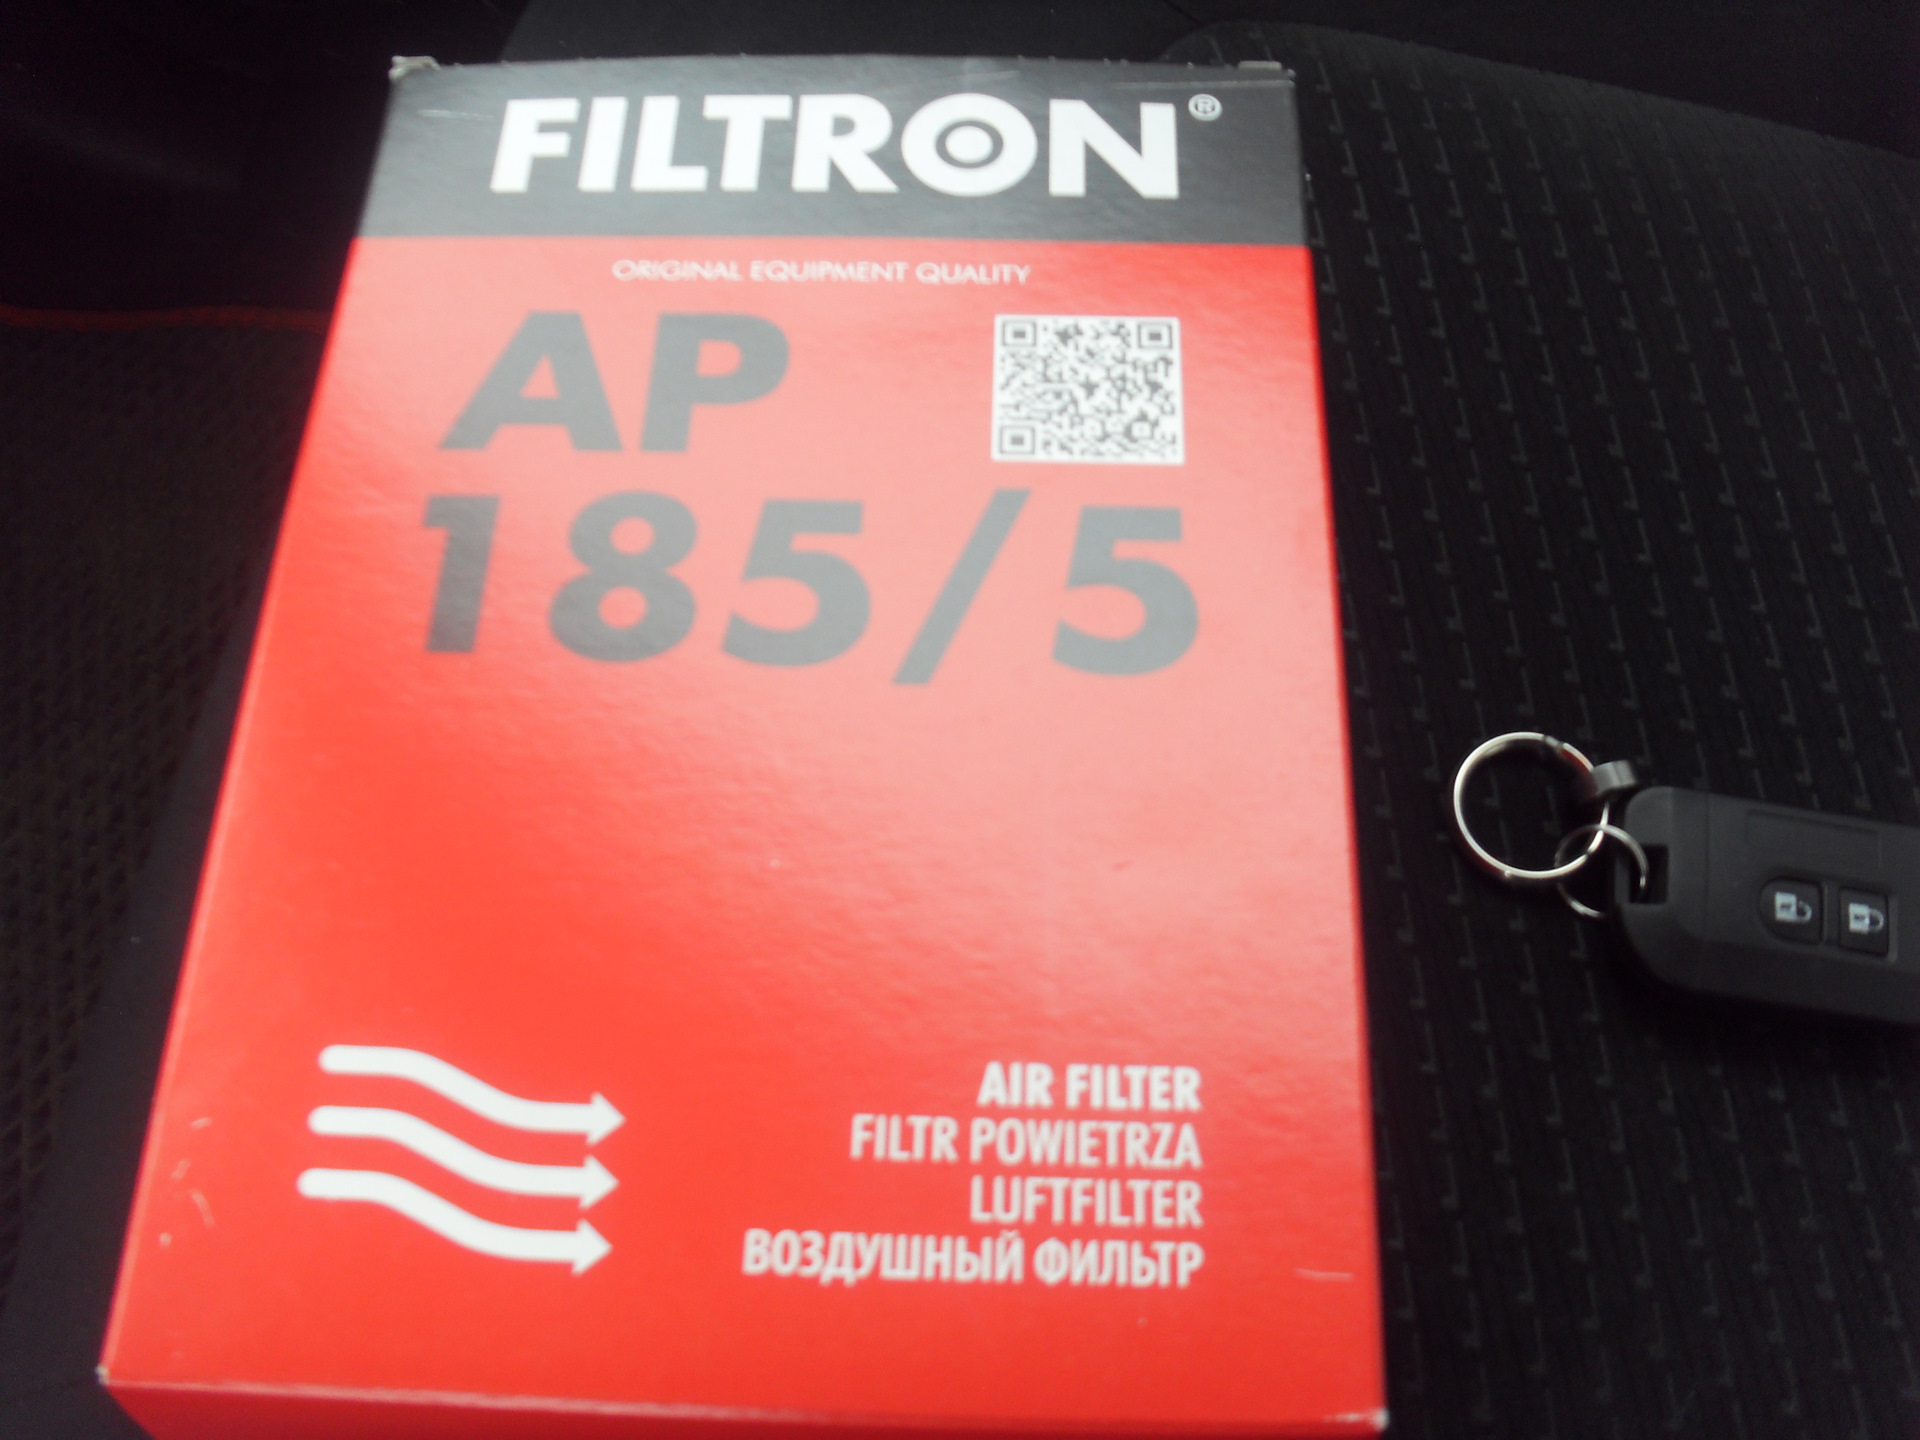 FILTRON®
ORIGINAL EQUIPMENT QUALITY
AP
185/5
AIR FILTER
FILTR POWIETRZA
LUFTFILTER
ВОЗДУШНЫЙ ФИЛЬТР